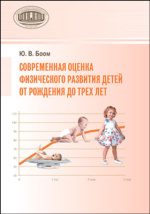 Ю. В. Боом
СОВРЕМЕННАЯ ОЦЕНКА
ФИЗИЧЕСКОГО РАЗВИТИЯ ДЕТЕЙ
ОТ РОЖДЕНИЯ ДО ТРЕХ ЛЕТ